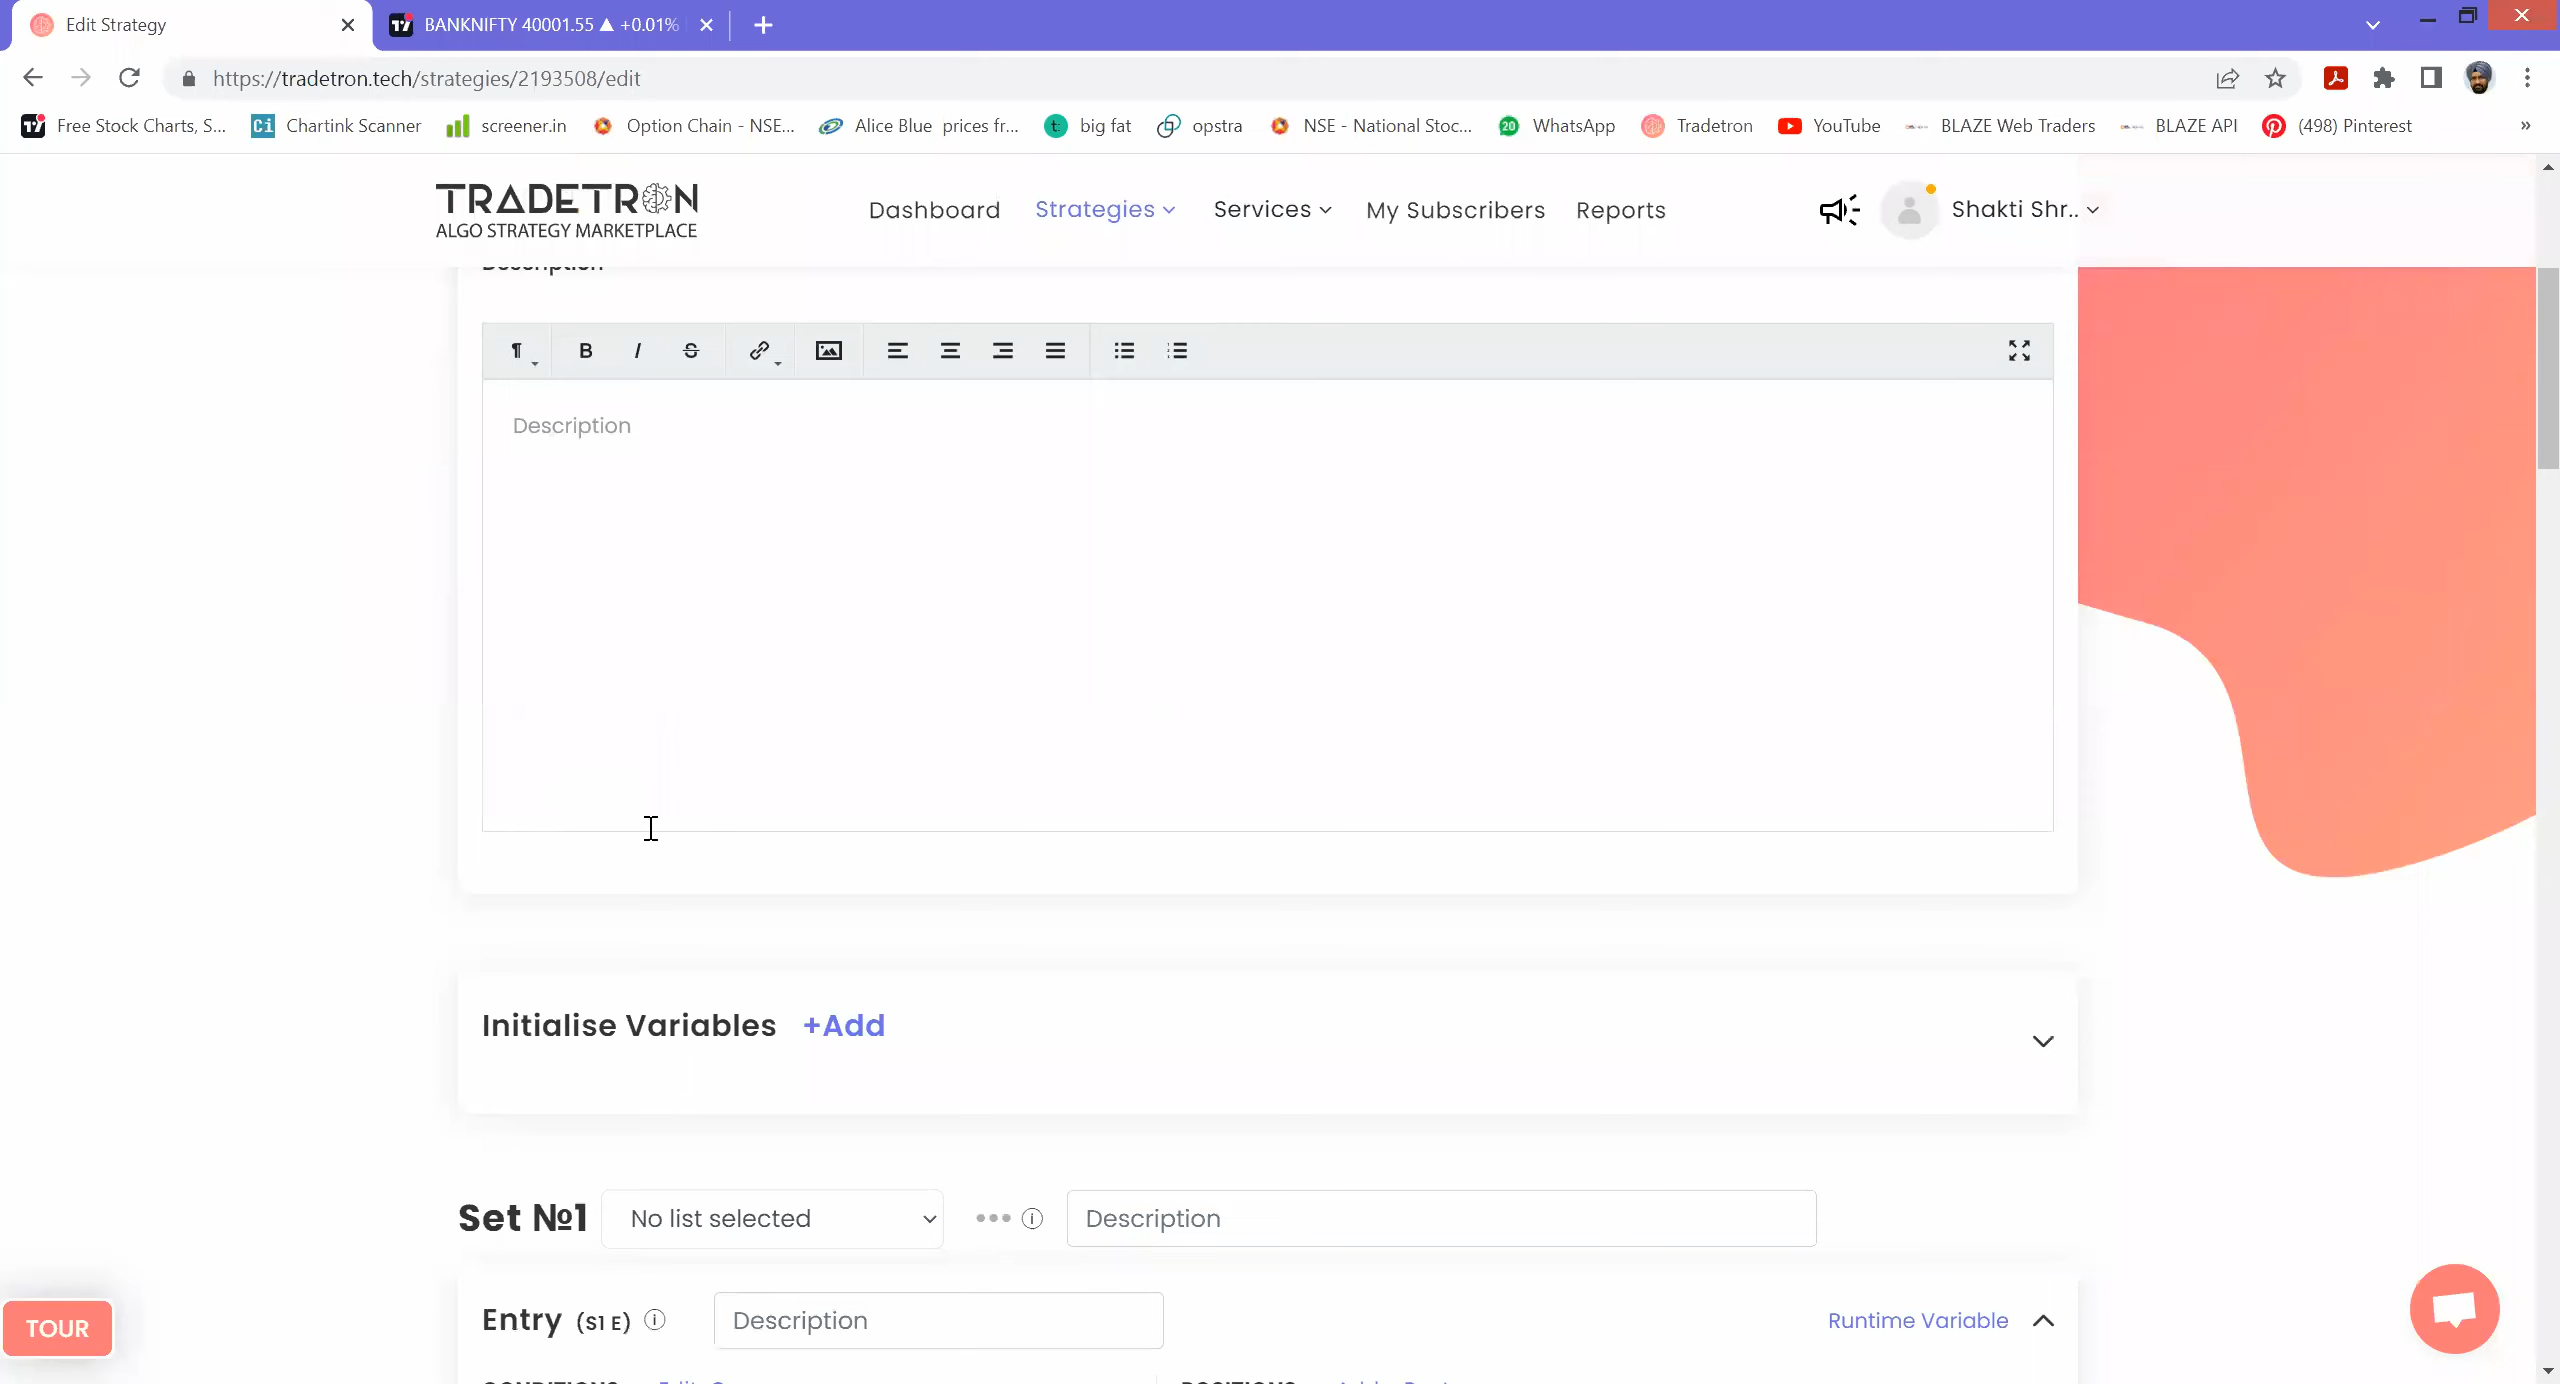 Edit Strategy
BANKNIFTY 40001.55 ▲ +0.01%
https://tradetron.tech/strategies/2193508/edit
Free Stock Charts, S... Chartink Scanner screener.in Option Chain - NSE... Alice Blue prices fr... big fat opstra NSE - National Stoc... WhatsApp Tradetron YouTube BLAZE Web Traders BLAZE API (498) Pinterest »
TRADETRON
ALGO STRATEGY MARKETPLACE
Dashboard Strategies Services My Subscribers Reports Shakti Shr..
Description
Description
Initialise Variables +Add
Set №1 No list selected Description
Entry (S1 E) Description Runtime Variable
TOUR